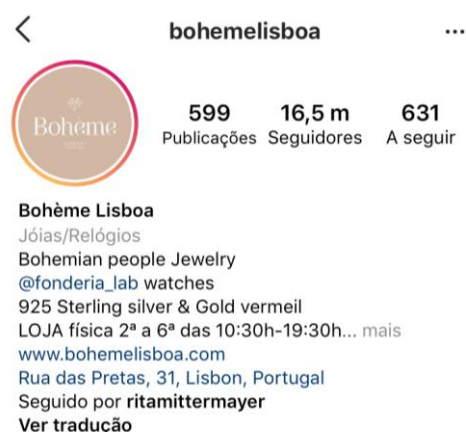 bohemelisboa
Bohème
599 16,5 m 631
Publicações Seguidores A seguir
Bohème Lisboa
Jóias/Relógios
Bohemian people Jewelry
@fonderia_lab watches
925 Sterling silver & Gold vermeil
LOJA física 2ª a 6ª das 10:30h-19:30h... mais
www.bohemelisboa.com
Rua das Pretas, 31, Lisbon, Portugal
Seguido por ritamittermayer
Ver tradução